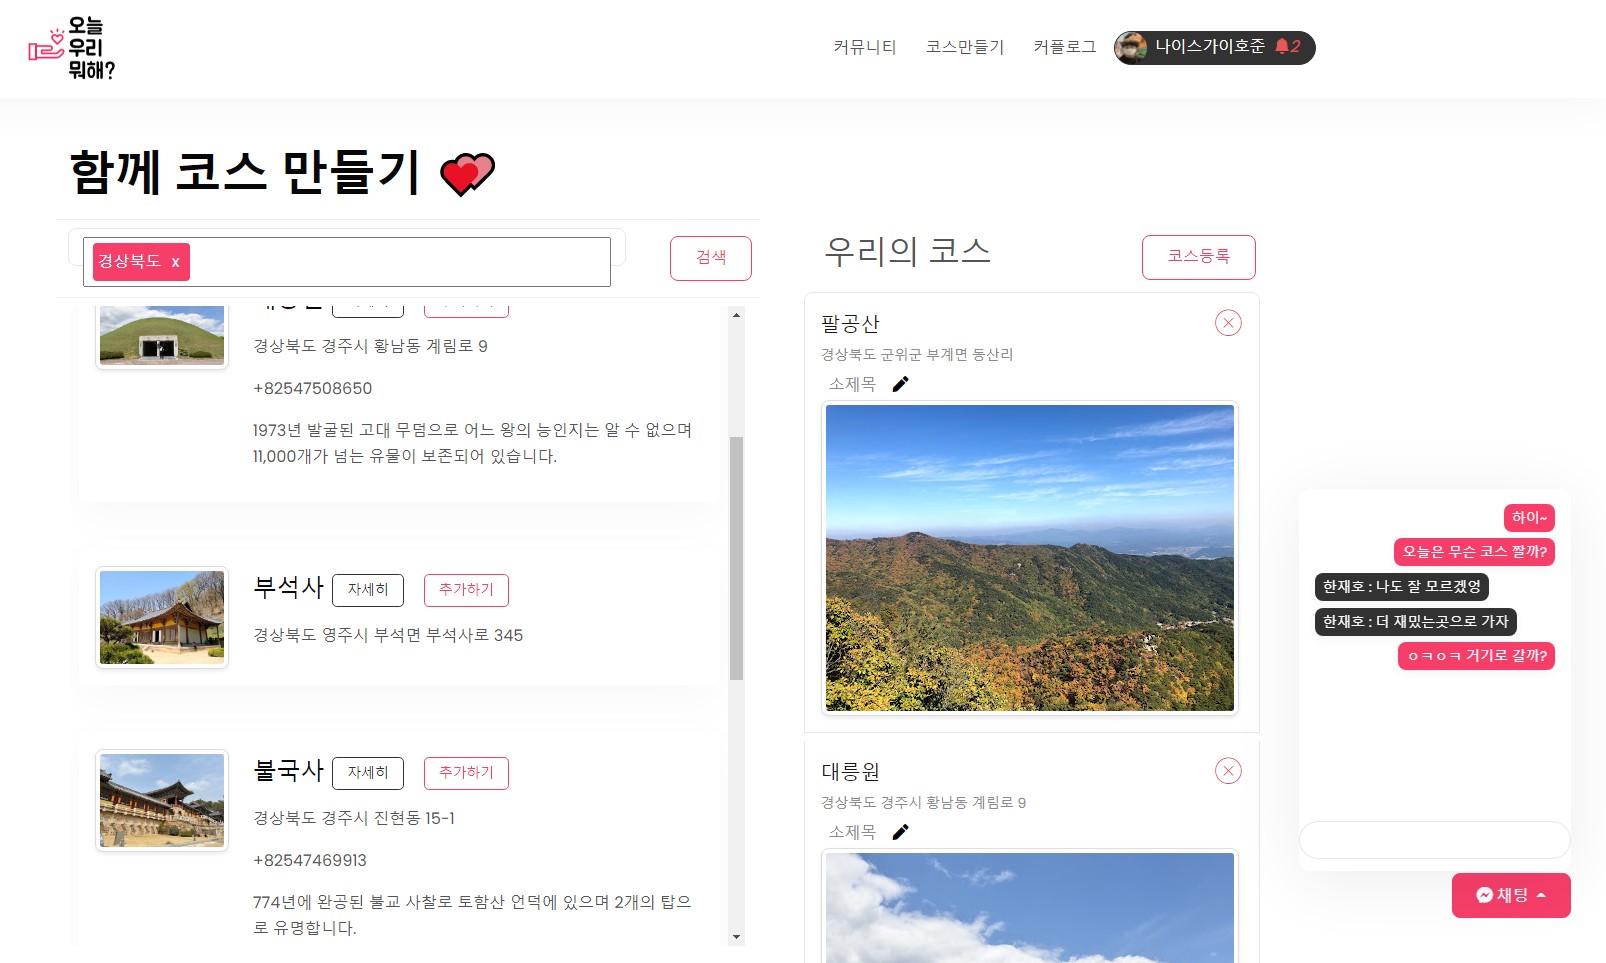 오늘
우리
뭐해?
커뮤니티 코스만들기 커플로그 나이스가이호준 2
함께 코스 만들기
경상북도 x
검색
경상북도 경주시 황남동 계림로 9
+82547508650
1973년 발굴된 고대 무덤으로 어느 왕의 능인지는 알 수 없으며
11,000개가 넘는 유물이 보존되어 있습니다.
부석사 자세히 추가하기
경상북도 영주시 부석면 부석사로 345
불국사 자세히 추가하기
경상북도 경주시 진현동 15-1
+82547469913
774년에 완공된 불교 사찰로 토함산 언덕에 있으며 2개의 탑으
로 유명합니다.
우리의 코스
코스등록
팔공산
경상북도 군위군 부계면 동산리
소제목
대릉원
경상북도 경주시 황남동 계림로 9
소제목
하이~
오늘은 무슨 코스 짤까?
한재호 : 나도 잘 모르겠엉
한재호 : 더 재밌는곳으로 가자
ㅇㅋㅇㅋ 거기로 갈까?
채팅